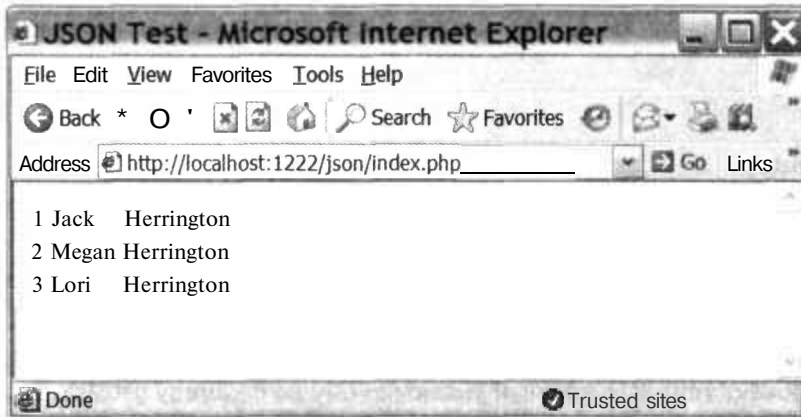 JSON Test - Microsoft Internet Explorer
File Edit View Favorites Tools Help
Back * O ' Search Favorites
Address http://localhost:1222/json/index.php Go Links
1 Jack Herrington
2 Megan Herrington
3 Lori Herrington
Done Trusted sites